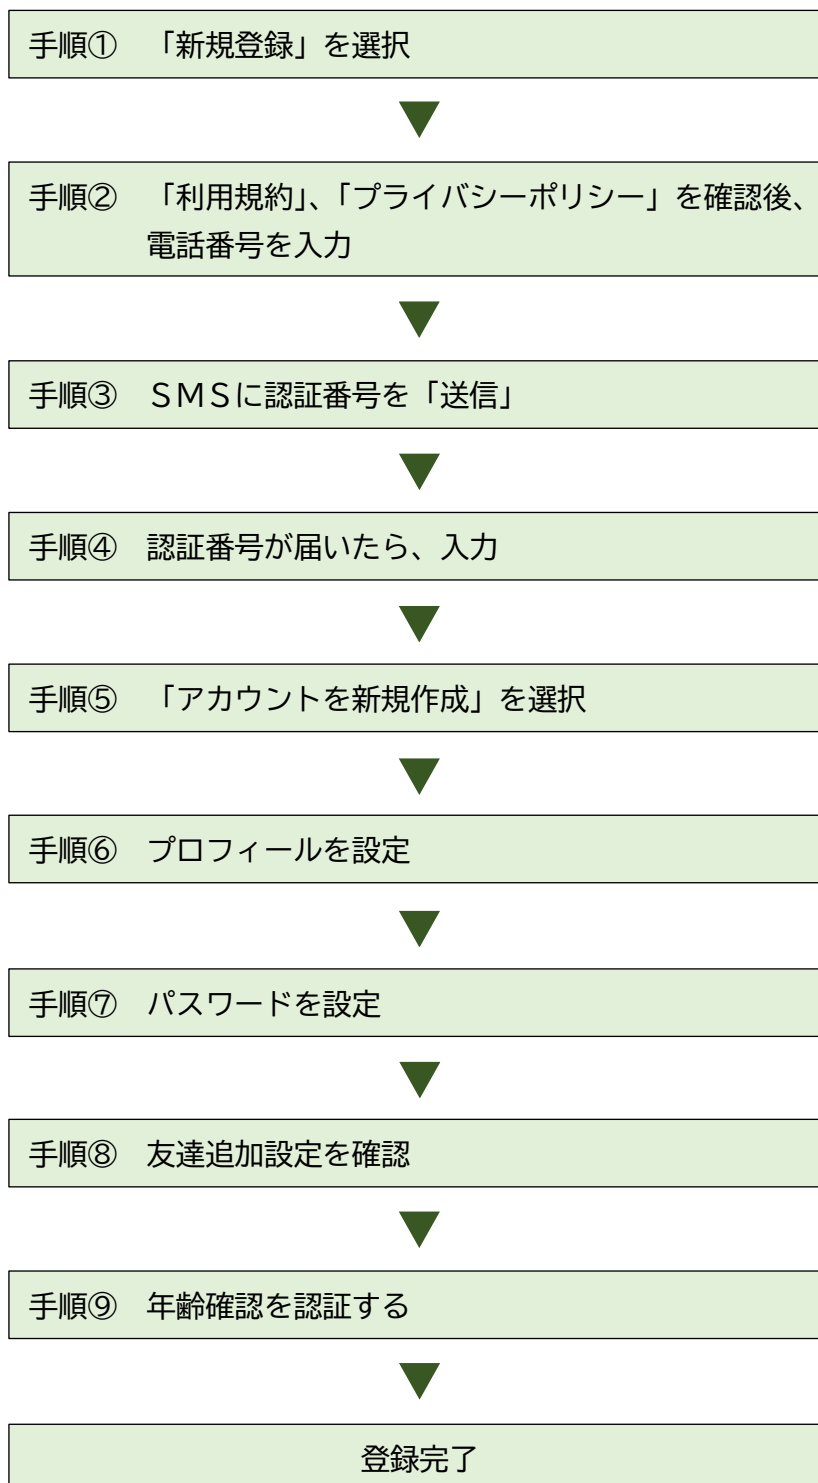 手順①　「新規登録」を選択
手順②　「利用規約」、「プライバシーポリシー」を確認後、
電話番号を入力
手順③　ＳＭＳに認証番号を「送信」
手順④　認証番号が届いたら、入力
手順⑤　「アカウントを新規作成」を選択
手順⑥　プロフィールを設定
手順⑦　パスワードを設定
手順⑧　友達追加設定を確認
手順⑨　年齢確認を認証する
登録完了